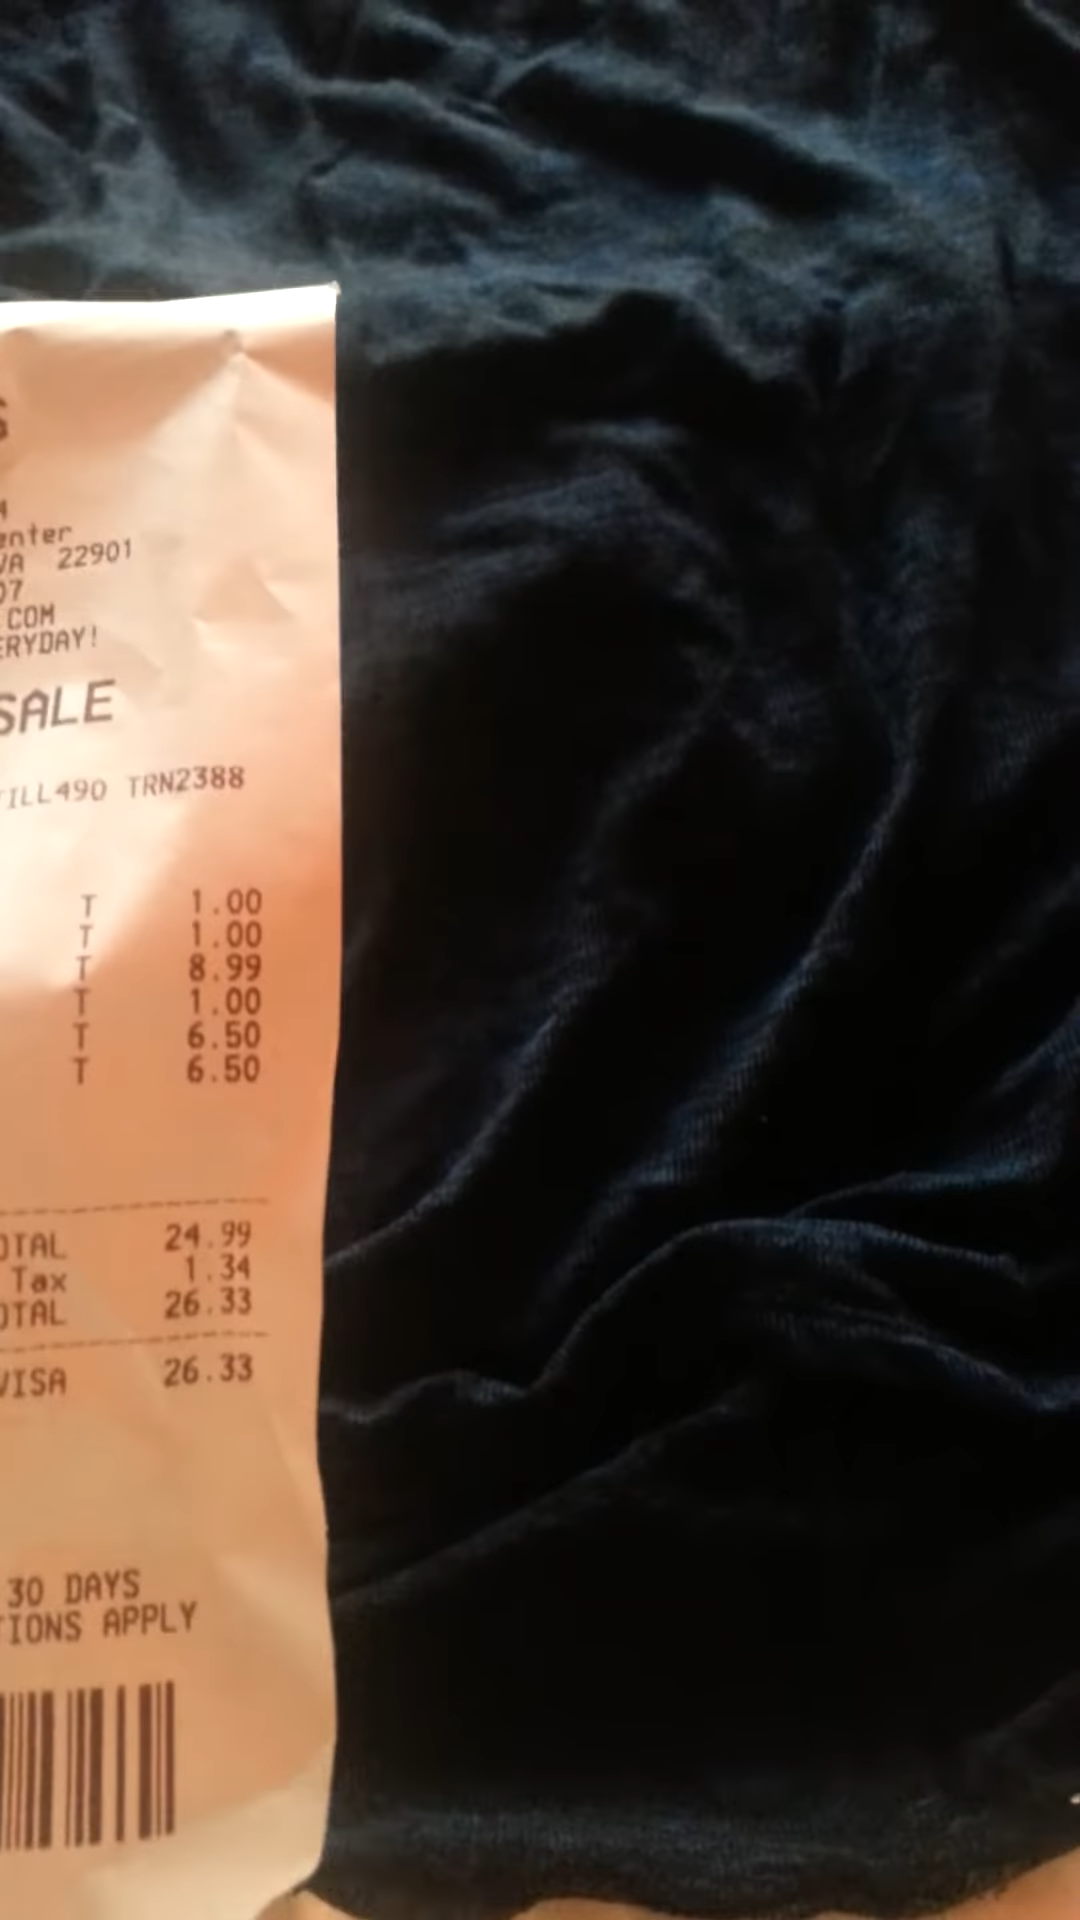 S
4
enter
VA 22901
07
.COM
ERYDAY!
SALE
TILL490 TRN2388
T 1.00
T 1.00
T 8.99
T 1.00
T 6.50
T 6.50
OTAL 24.99
Tax 1.34
OTAL 26.33
VISA 26.33
30 DAYS
TIONS APPLY